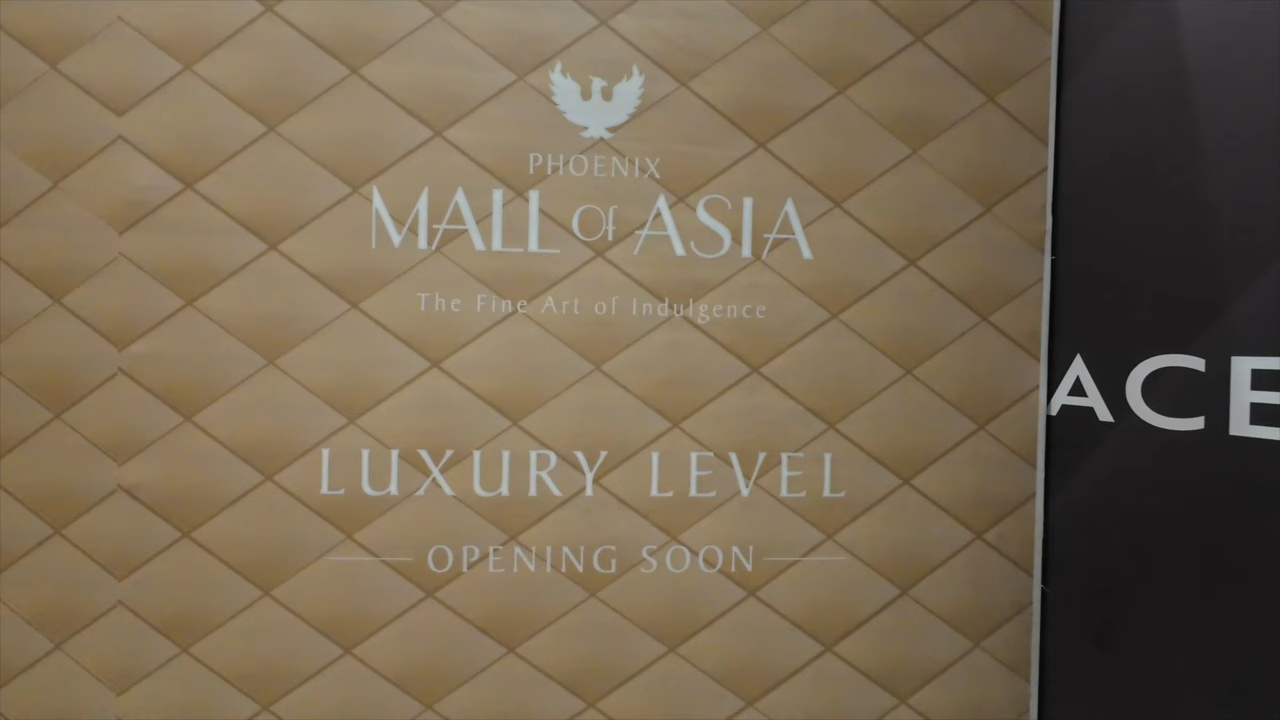 PHOENIX
MALL OF ASIA
The Fine Art of Indulgence
LUXURY LEVEL
OPENING SOON
ACE